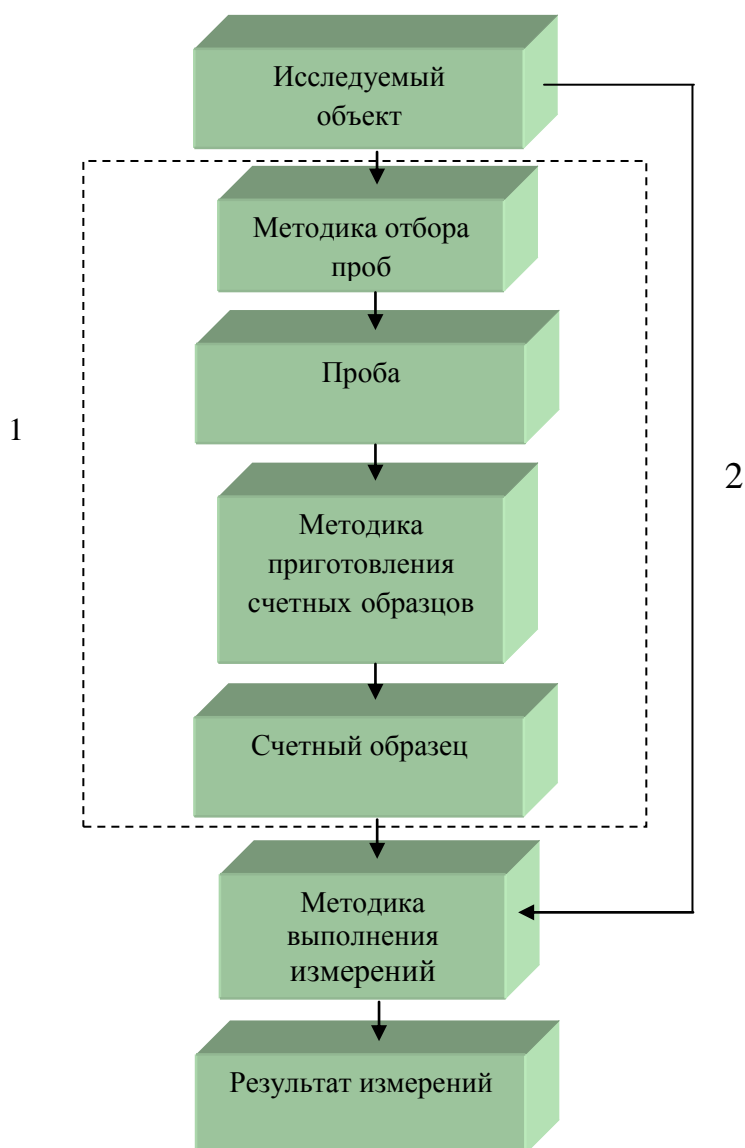 Исследуемый
объект
Методика отбора
проб
Проба
1
2
Методика
приготовления
счетных образцов
Счетный образец
Методика
выполнения
измерений
Результат измерений